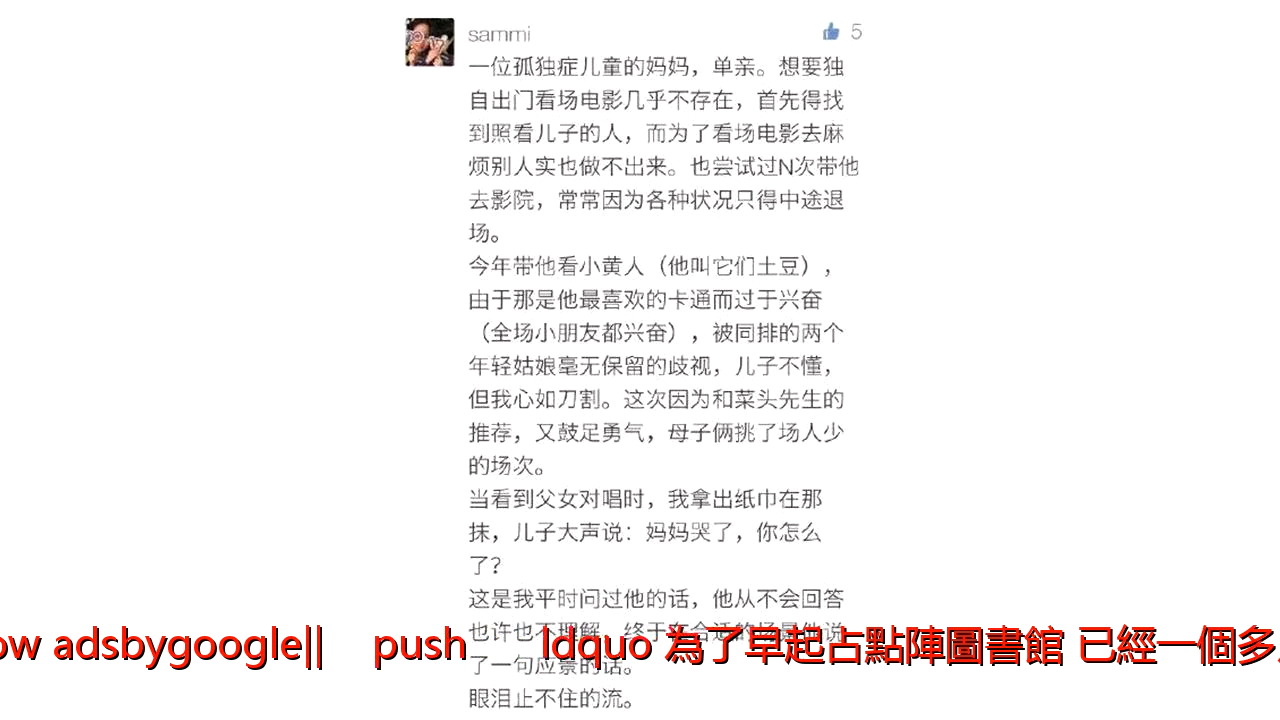 sammi
5
一位孤独症儿童的妈妈，单亲。想要独
自出门看场电影几乎不存在，首先得找
到照看儿子的人，而为了看场电影去麻
烦别人实也做不出来。也尝试过N次带他
去影院，常常因为各种状况只得中途退
场。
今年带他看小黄人（他叫它们土豆），
由于那是他最喜欢的卡通而过于兴奋
（全场小朋友都兴奋），被同排的两个
年轻姑娘毫无保留的歧视，儿子不懂，
但我心如刀割。这次因为和菜头先生的
推荐，又鼓足勇气，母子俩挑了场人少
的场次。
当看到父女对唱时，我拿出纸巾在那
抹，儿子大声说：妈妈哭了，你怎么
了？
这是我平时问过他的话，他从不会回答
也许也不理解，终于在合适的场景他说
了一句应景的话。
眼泪止不住的流。
ow adsbygoogle|| push ldquo 為了早起占點陣圖書館 已經一個多